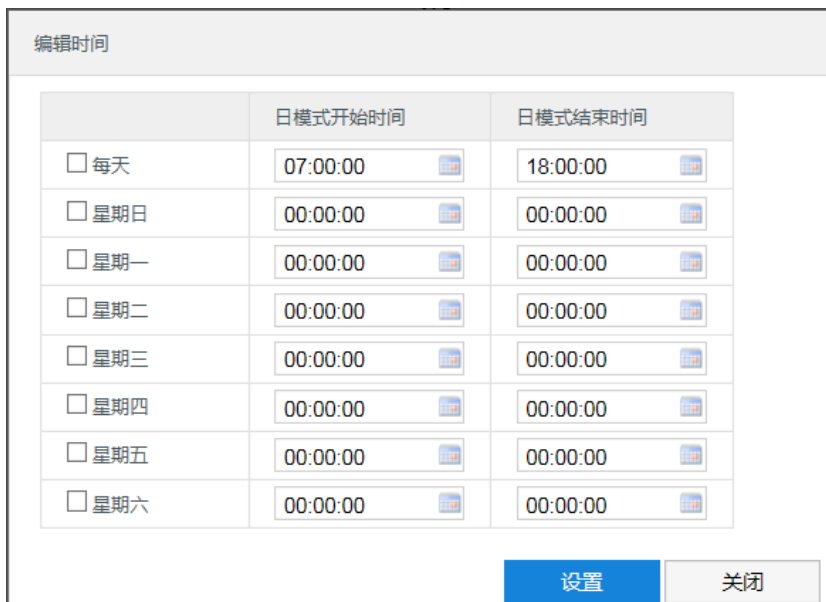 编辑时间
日模式开始时间 日模式结束时间
每天 07:00:00 18:00:00
星期日 00:00:00 00:00:00
星期一 00:00:00 00:00:00
星期二 00:00:00 00:00:00
星期三 00:00:00 00:00:00
星期四 00:00:00 00:00:00
星期五 00:00:00 00:00:00
星期六 00:00:00 00:00:00
设置 关闭